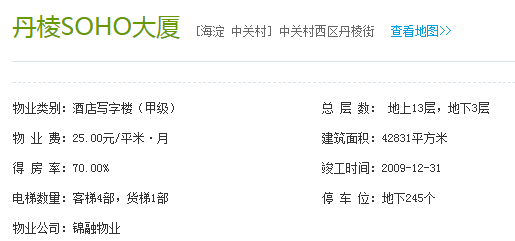 丹棱SOHO大厦 [海淀 中关村] 中关村西区丹棱街 查看地图>>
物业类别：酒店写字楼（甲级） 总 层 数： 地上13层，地下3层
物 业 费：25.00元/平米·月 建筑面积：42831平方米
得 房 率：70.00% 竣工时间：2009-12-31
电梯数量：客梯4部，货梯1部 停 车 位：地下245个
物业公司：锦融物业